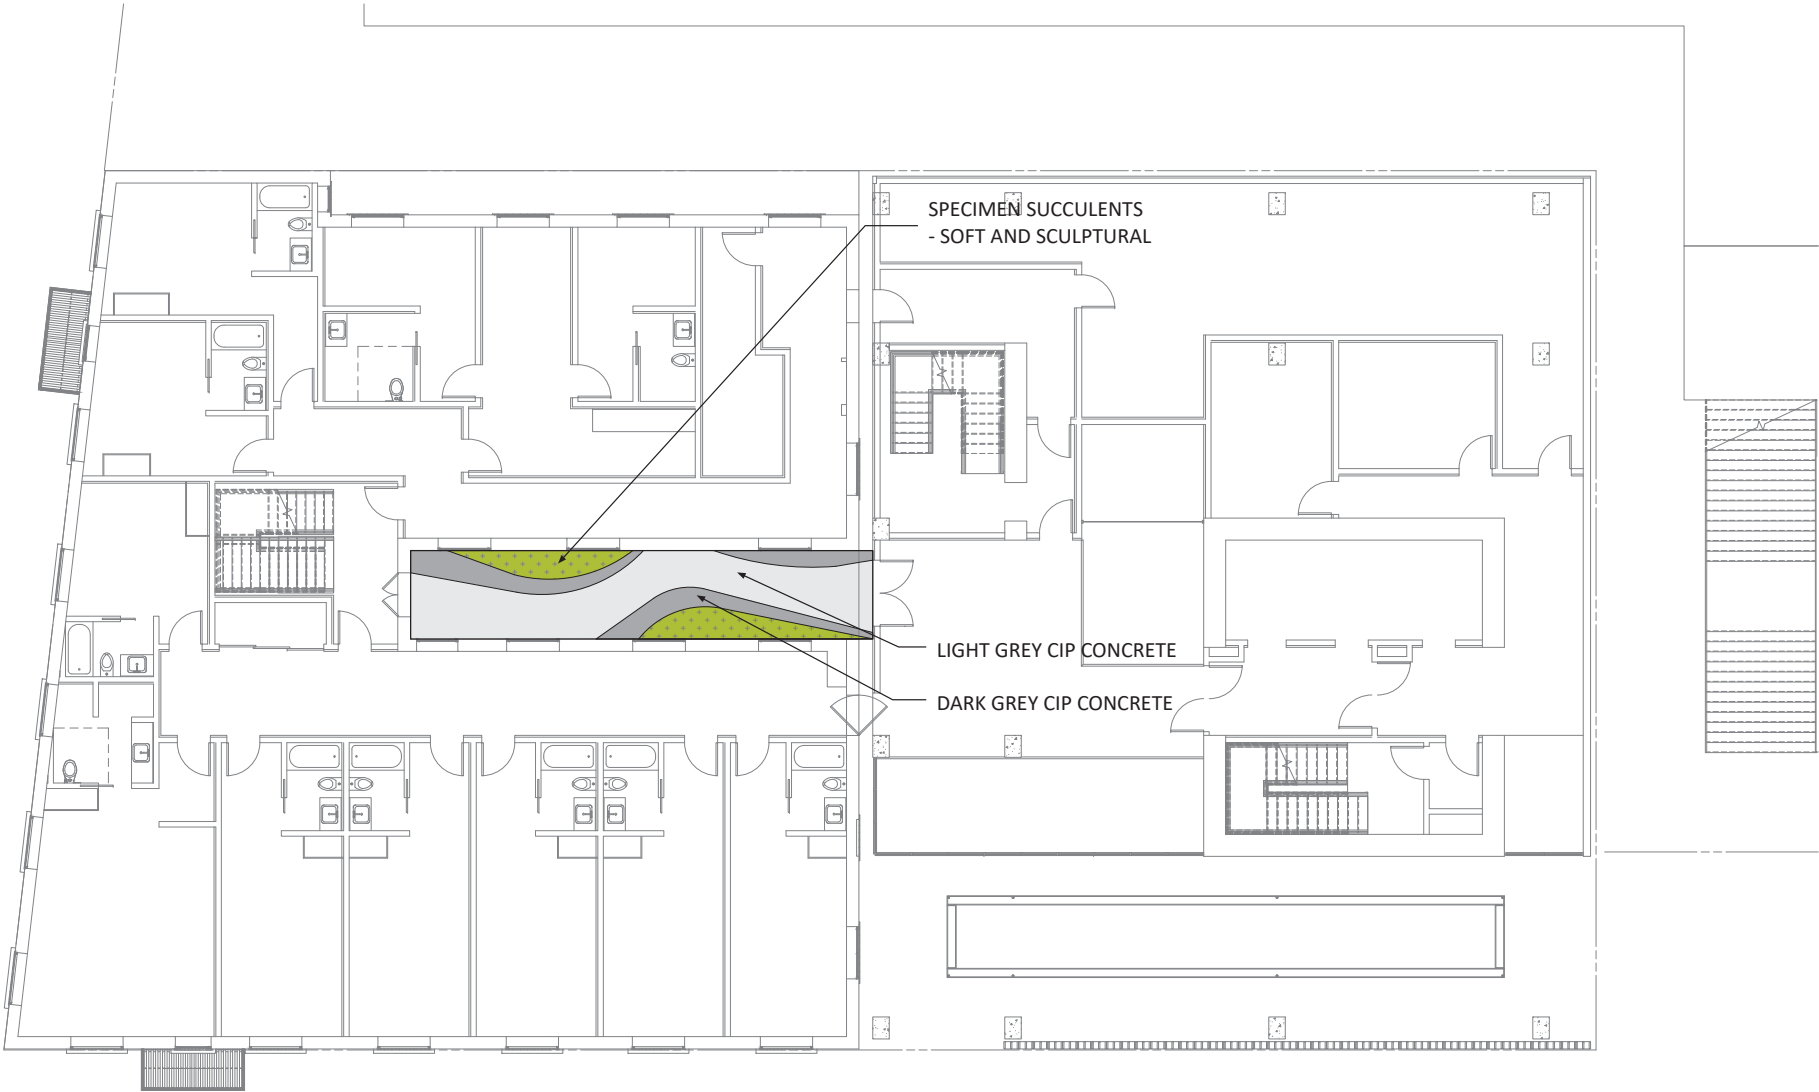 SPECIMEN SUCCULENTS
- SOFT AND SCULPTURAL
LIGHT GREY CIP CONCRETE
DARK GREY CIP CONCRETE